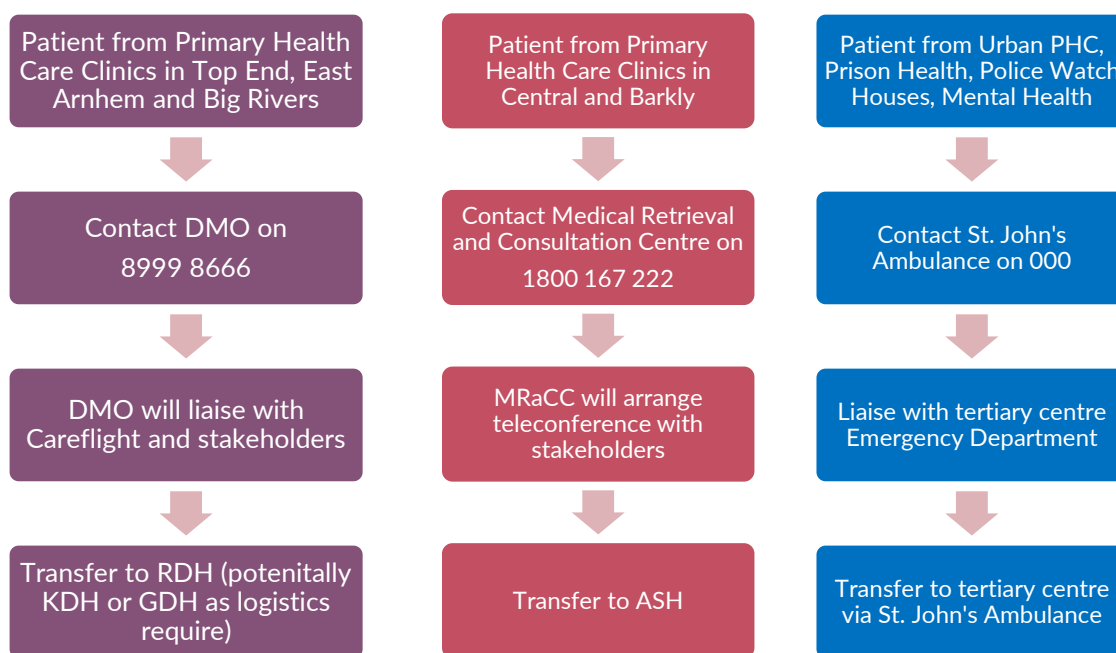 Patient from Primary Health
Care Clinics in Top End, East
Arnhem and Big Rivers
Contact DMO on
8999 8666
DMO will liaise with
Careflight and stakeholders
Transfer to RDH (potenitally
KDH or GDH as logistics
require)
Patient from Primary
Health Care Clinics in
Central and Barkly
Contact Medical Retrieval
and Consultation Centre on
1800 167 222
MRaCC will arrange
teleconference with
stakeholders
Transfer to ASH
Patient from Urban PHC,
Prison Health, Police Watch
Houses, Mental Health
Contact St. John's
Ambulance on 000
Liaise with tertiary centre
Emergency Department
Transfer to tertiary centre
via St. John's Ambulance